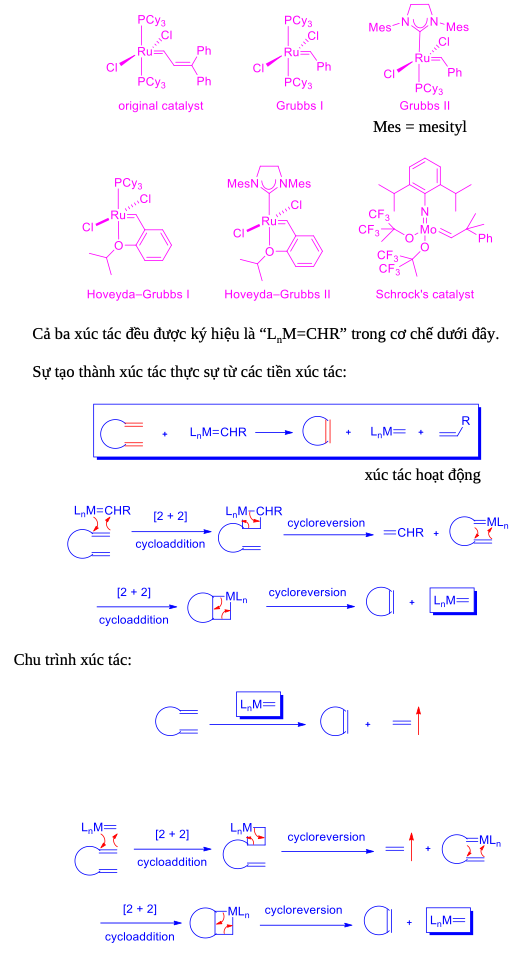 PCy₃ PCy₃ Mes N N Mes
Cl Cl Cl
Ru Ph Ru Ru
Cl Ph Cl Ph Cl Ph
PCy₃ PCy₃ PCy₃
original catalyst Grubbs I Grubbs II
Mes = mesityl
PCy₃ MesN NMes N
Cl Cl CF₃
Ru Ru CF₃ Mo
Cl Cl O Ph
O O CF₃ O
CF₃
Hoveyda–Grubbs I Hoveyda–Grubbs II Schrock's catalyst
Cả ba xúc tác đều được ký hiệu là “LₙM=CHR” trong cơ chế dưới đây.
Sự tạo thành xúc tác thực sự từ các tiền xúc tác:
+ LₙM=CHR + LₙM + R
xúc tác hoạt động
LₙM=CHR [2 + 2] cycloaddition LₙM CHR cycloreversion CHR + MLₙ
[2 + 2] cycloaddition MLₙ cycloreversion + LₙM
Chu trình xúc tác:
LₙM +
LₙM [2 + 2] cycloaddition LₙM cycloreversion + MLₙ
[2 + 2] cycloaddition MLₙ cycloreversion + LₙM